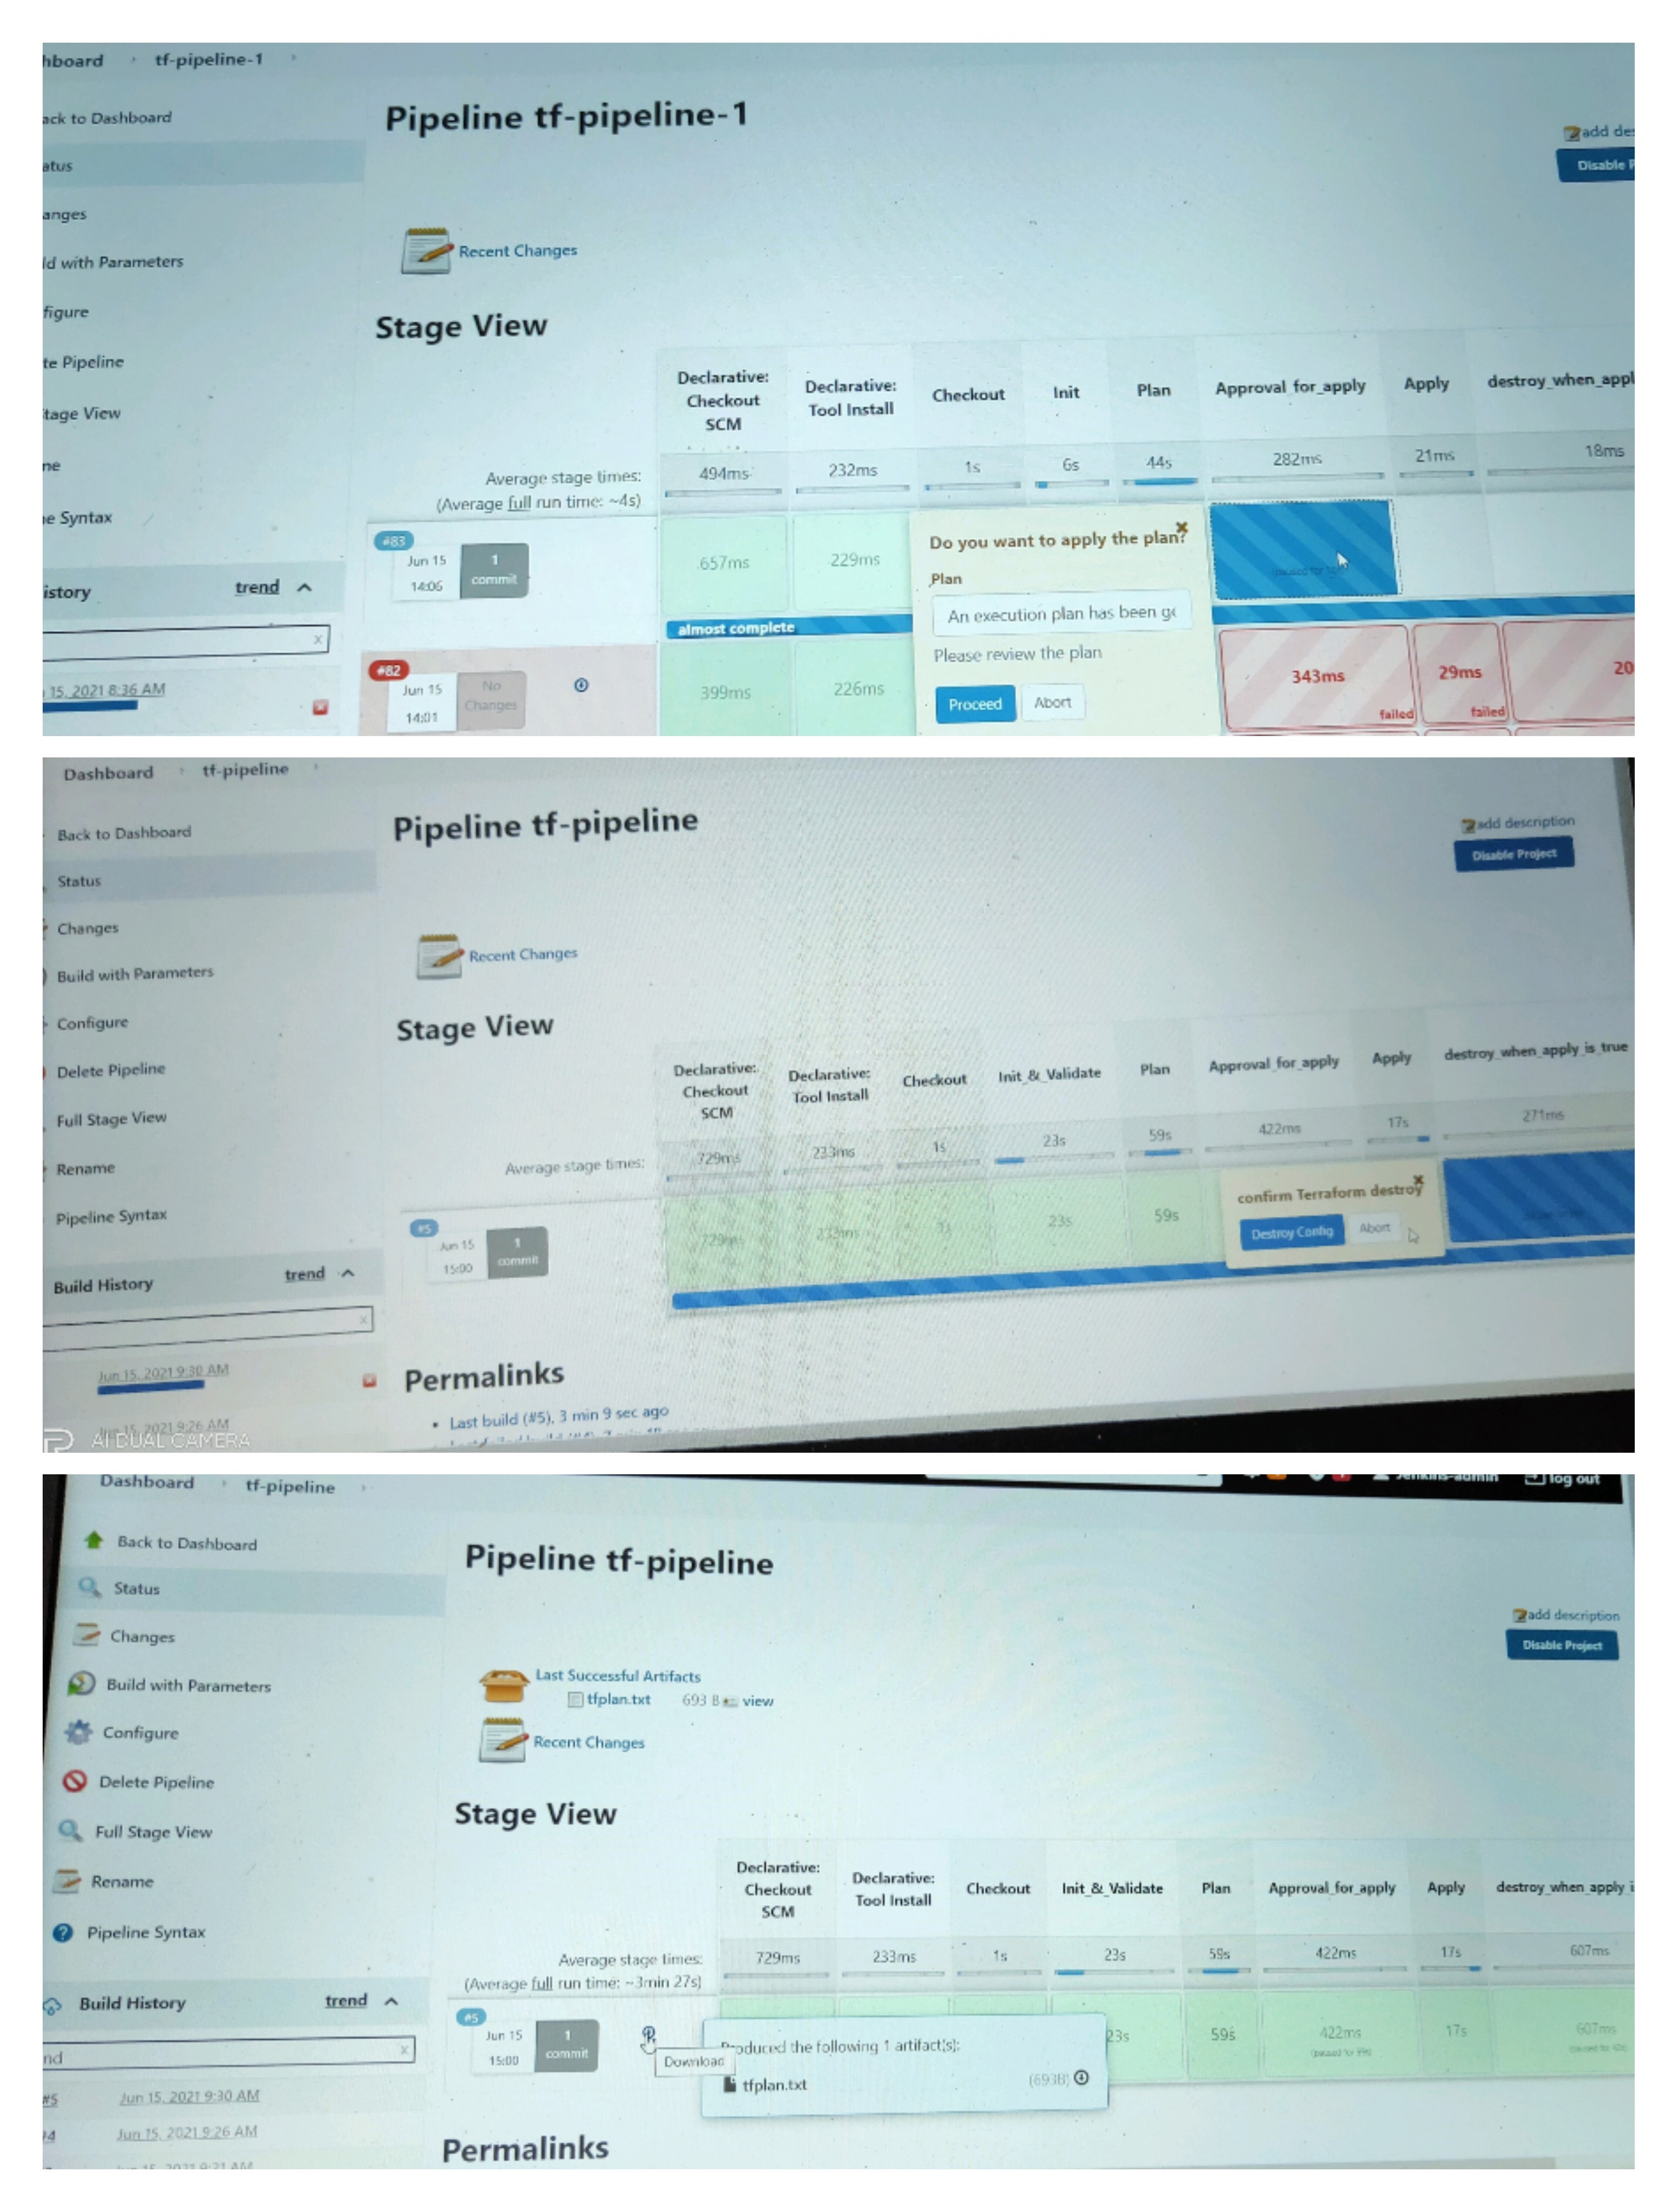 hboard › tf-pipeline-1 ›
ack to Dashboard
atus
anges
ld with Parameters
figure
te Pipeline
tage View
ne
e Syntax
istory trend
x
15, 2021 8:36 AM
Pipeline tf-pipeline-1
add des
Disable P
Recent Changes
Stage View
Declarative: Checkout SCM
Declarative: Tool Install
Checkout
Init
Plan
Approval_for_apply
Apply
destroy_when_appl
Average stage times:
(Average full run time: ~4s)
494ms
232ms
1s
6s
44s
282ms
21ms
18ms
#83
Jun 15
14:06
1
commit
657ms
229ms
almost complete
Do you want to apply the plan?
Plan
An execution plan has been ge
Please review the plan
Proceed
Abort
#82
Jun 15
14:01
No
Changes
399ms
226ms
343ms
failed
29ms
failed
20
Dashboard › tf-pipeline ›
Back to Dashboard
Status
Changes
Build with Parameters
Configure
Delete Pipeline
Full Stage View
Rename
Pipeline Syntax
Build History trend
x
Jun 15, 2021 9:30 AM
Jun 15, 2021 9:26 AM
AI DUAL CAMERA
Pipeline tf-pipeline
add description
Disable Project
Recent Changes
Stage View
Declarative: Checkout SCM
Declarative: Tool Install
Checkout
Init_&_Validate
Plan
Approval_for_apply
Apply
destroy_when_apply_is_true
Average stage times:
729ms
233ms
1s
23s
59s
422ms
17s
271ms
#5
Jun 15
15:00
1
commit
729ms
233ms
1s
23s
59s
confirm Terraform destroy
Destroy Config
Abort
Permalinks
Last build (#5), 3 min 9 sec ago
Dashboard › tf-pipeline ›
Jenkins-admin
log out
Back to Dashboard
Status
Changes
Build with Parameters
Configure
Delete Pipeline
Full Stage View
Rename
Pipeline Syntax
Build History trend
nd x
#5 Jun 15, 2021 9:30 AM
#4 Jun 15, 2021 9:26 AM
Pipeline tf-pipeline
add description
Disable Project
Last Successful Artifacts
tfplan.txt 693 B view
Recent Changes
Stage View
Declarative: Checkout SCM
Declarative: Tool Install
Checkout
Init_&_Validate
Plan
Approval_for_apply
Apply
destroy_when_apply_i
Average stage times:
(Average full run time: ~3min 27s)
729ms
233ms
1s
23s
59s
422ms
17s
607ms
#5
Jun 15
15:00
1
commit
Download
oduced the following 1 artifact(s):
tfplan.txt (693B)
23s
59s
422ms
17s
607ms
Permalinks